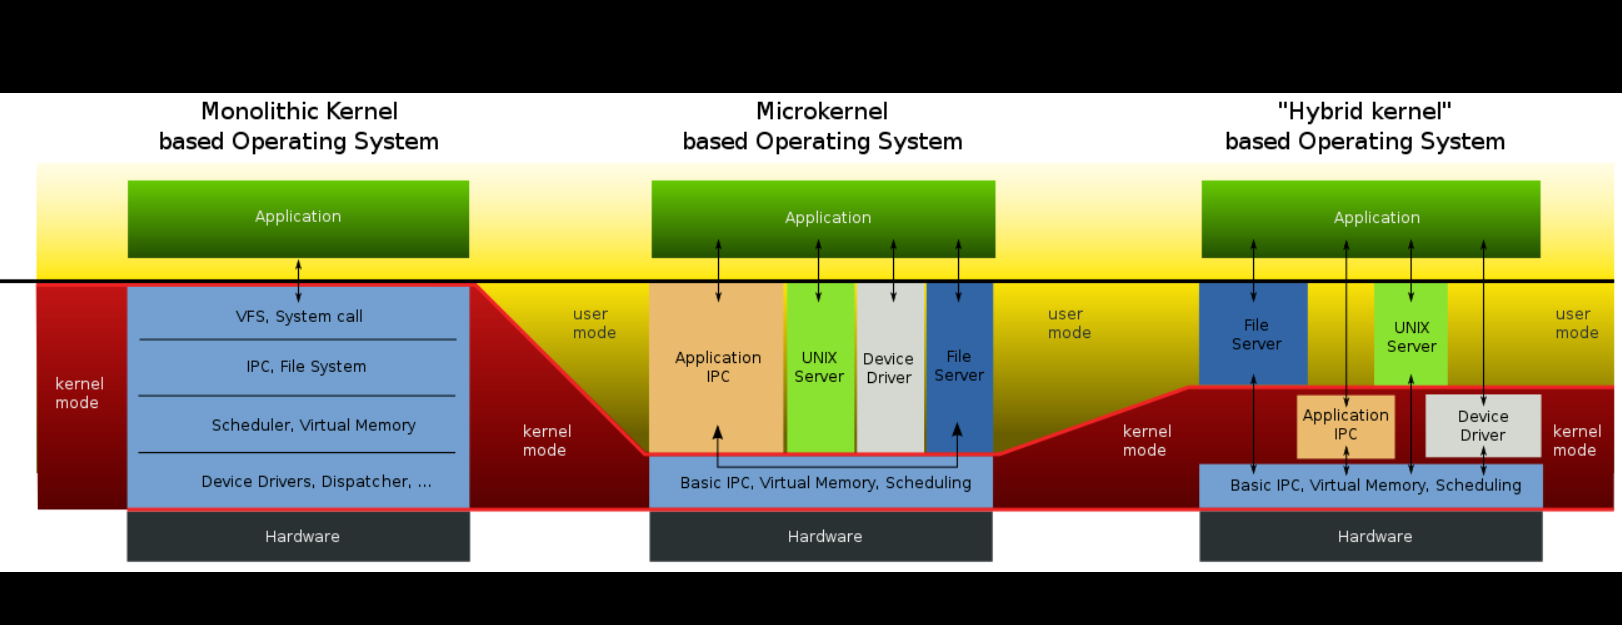 Monolithic Kernel
based Operating System
Microkernel
based Operating System
"Hybrid kernel"
based Operating System
Application
Application
Application
VFS, System call
IPC, File System
Scheduler, Virtual Memory
Device Drivers, Dispatcher, ...
Hardware
kernel
mode
user
mode
kernel
mode
Application
IPC
UNIX
Server
Device
Driver
File
Server
Basic IPC, Virtual Memory, Scheduling
Hardware
user
mode
kernel
mode
File
Server
UNIX
Server
Application
IPC
Device
Driver
Basic IPC, Virtual Memory, Scheduling
Hardware
user
mode
kernel
mode